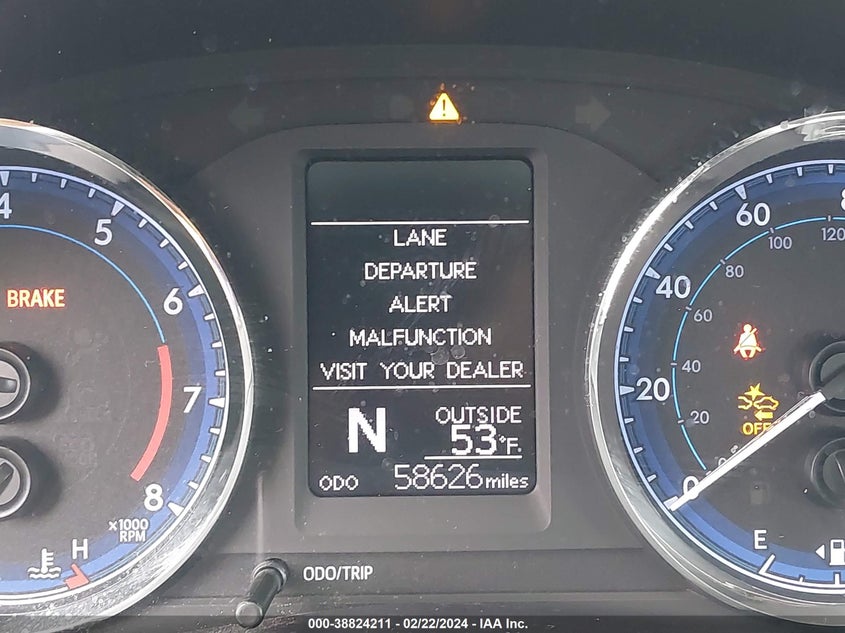 4
5
6
7
8
x1000
RPM
BRAKE
H
LANE
DEPARTURE
ALERT
MALFUNCTION
VISIT YOUR DEALER
N
OUTSIDE
53°F.
ODO 58626 miles
ODO/TRIP
0
20
40
60
20
40
60
80
100
120
OFF
E
000-38824211 - 02/22/2024 - IAA Inc.